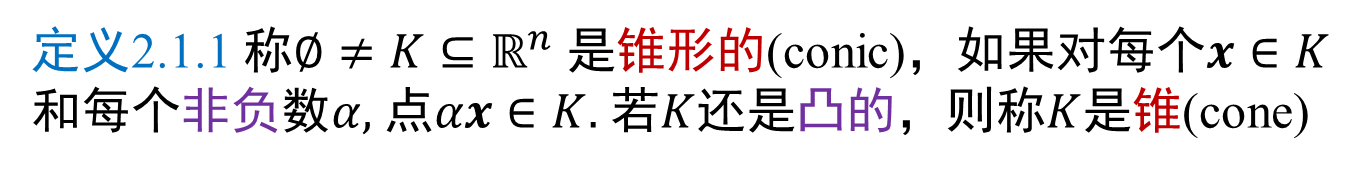 定义2.1.1 称∅ ≠ K ⊆ ℝⁿ 是锥形的(conic)，如果对每个x ∈ K
和每个非负数α, 点αx ∈ K. 若K还是凸的，则称K是锥(cone)